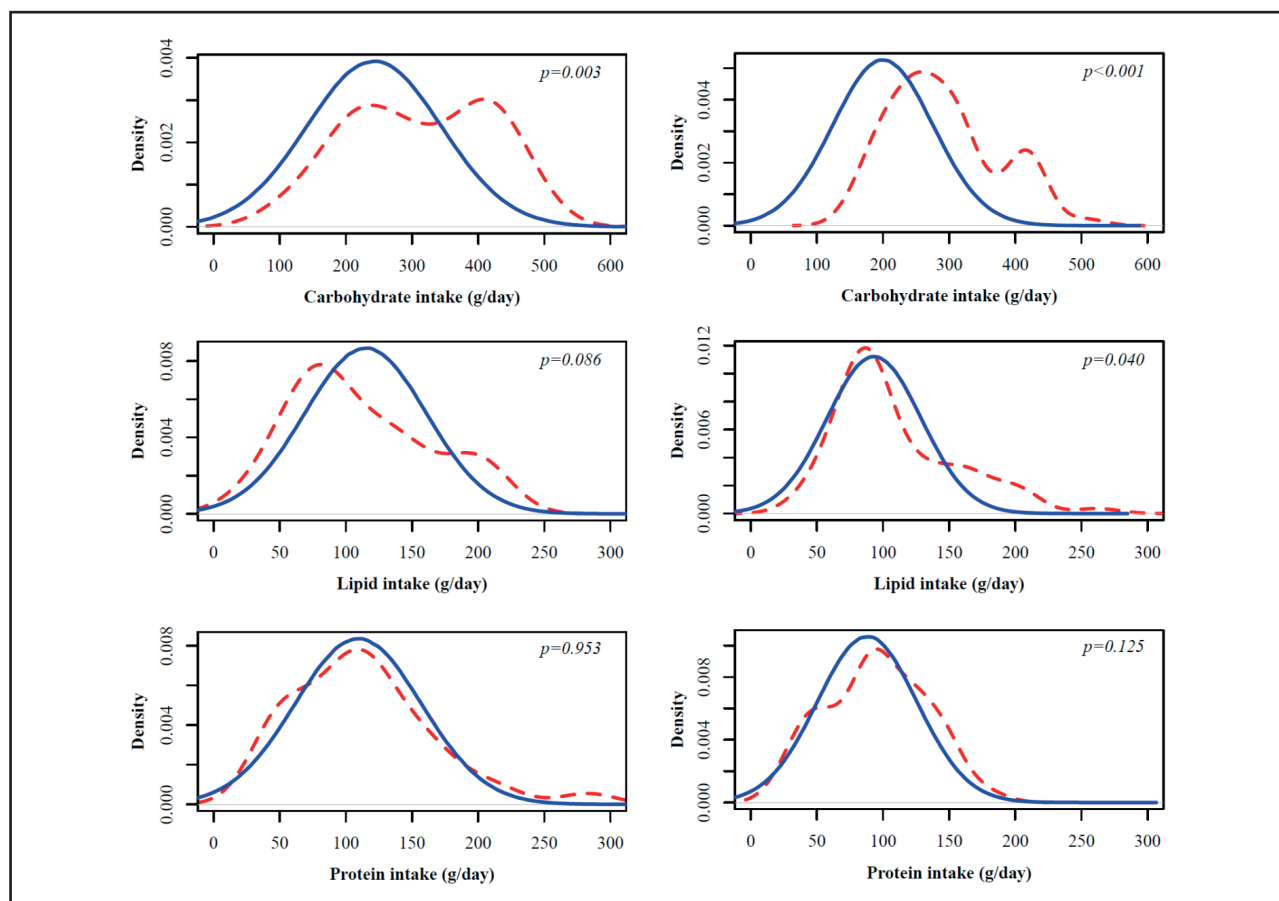 p=0.003
Density
0.000 0.002 0.004
0 100 200 300 400 500 600
Carbohydrate intake (g/day)
p<0.001
Density
0.000 0.002 0.004
0 100 200 300 400 500 600
Carbohydrate intake (g/day)
p=0.086
Density
0.000 0.004 0.008
0 50 100 150 200 250 300
Lipid intake (g/day)
p=0.040
Density
0.000 0.006 0.012
0 50 100 150 200 250 300
Lipid intake (g/day)
p=0.953
Density
0.000 0.004 0.008
0 50 100 150 200 250 300
Protein intake (g/day)
p=0.125
Density
0.000 0.004 0.008
0 50 100 150 200 250 300
Protein intake (g/day)